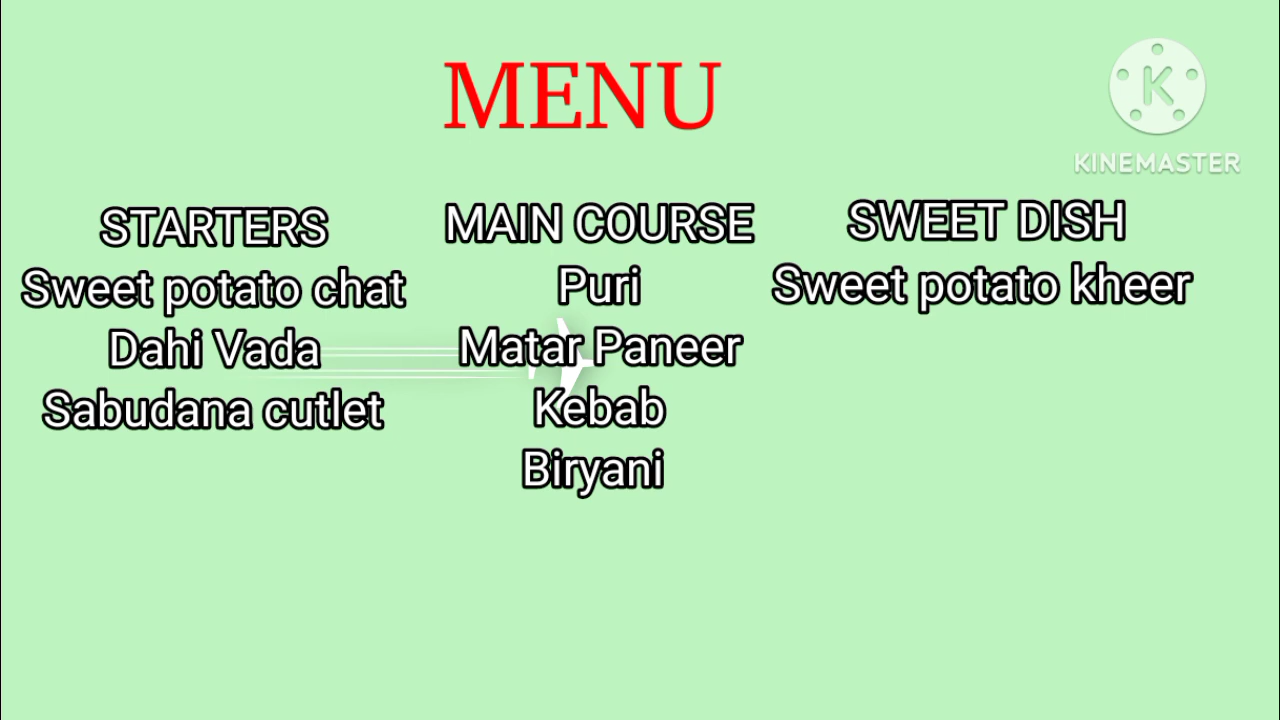 MENU
K
KINEMASTER
STARTERS
Sweet potato chat
Dahi Vada
Sabudana cutlet
MAIN COURSE
Puri
Matar Paneer
Kebab
Biryani
SWEET DISH
Sweet potato kheer